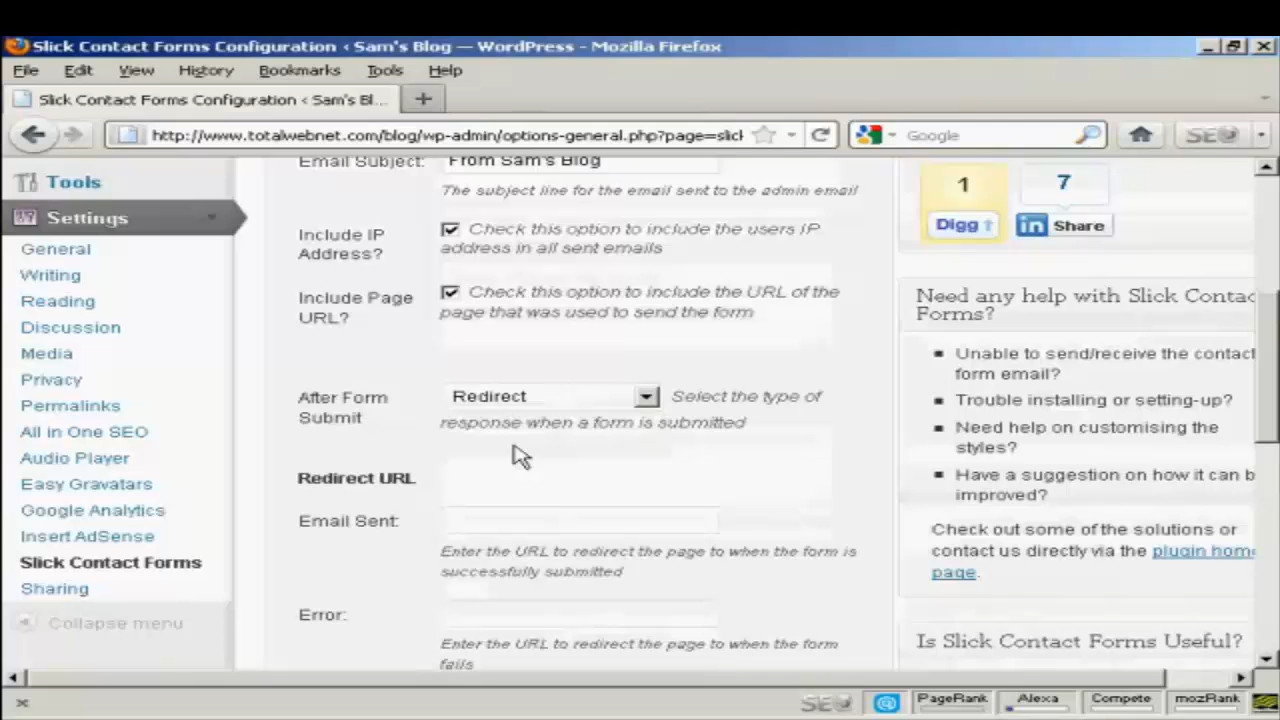 Slick Contact Forms Configuration ‹ Sam's Blog — WordPress - Mozilla Firefox
File Edit View History Bookmarks Tools Help
Slick Contact Forms Configuration ‹ Sam's Bl...
http://www.totalwebnet.com/blog/wp-admin/options-general.php?page=slick
Google
SEO
Tools
Settings
General
Writing
Reading
Discussion
Media
Privacy
Permalinks
All in One SEO
Audio Player
Easy Gravatars
Google Analytics
Insert AdSense
Slick Contact Forms
Sharing
Collapse menu
Email Subject: From Sam's Blog
The subject line for the email sent to the admin email
Include IP
Address?
Check this option to include the users IP
address in all sent emails
Include Page
URL?
Check this option to include the URL of the
page that was used to send the form
After Form
Submit
Redirect
Select the type of
response when a form is submitted
Redirect URL
Email Sent:
Enter the URL to redirect the page to when the form is
successfully submitted
Error:
Enter the URL to redirect the page to when the form
fails
1
Digg
7
in Share
Need any help with Slick Contac
Forms?
Unable to send/receive the contact
form email?
Trouble installing or setting-up?
Need help on customising the
styles?
Have a suggestion on how it can b
improved?
Check out some of the solutions or
contact us directly via the plugin home
page.
Is Slick Contact Forms Useful?
SEO PageRank Alexa Compete mozRank